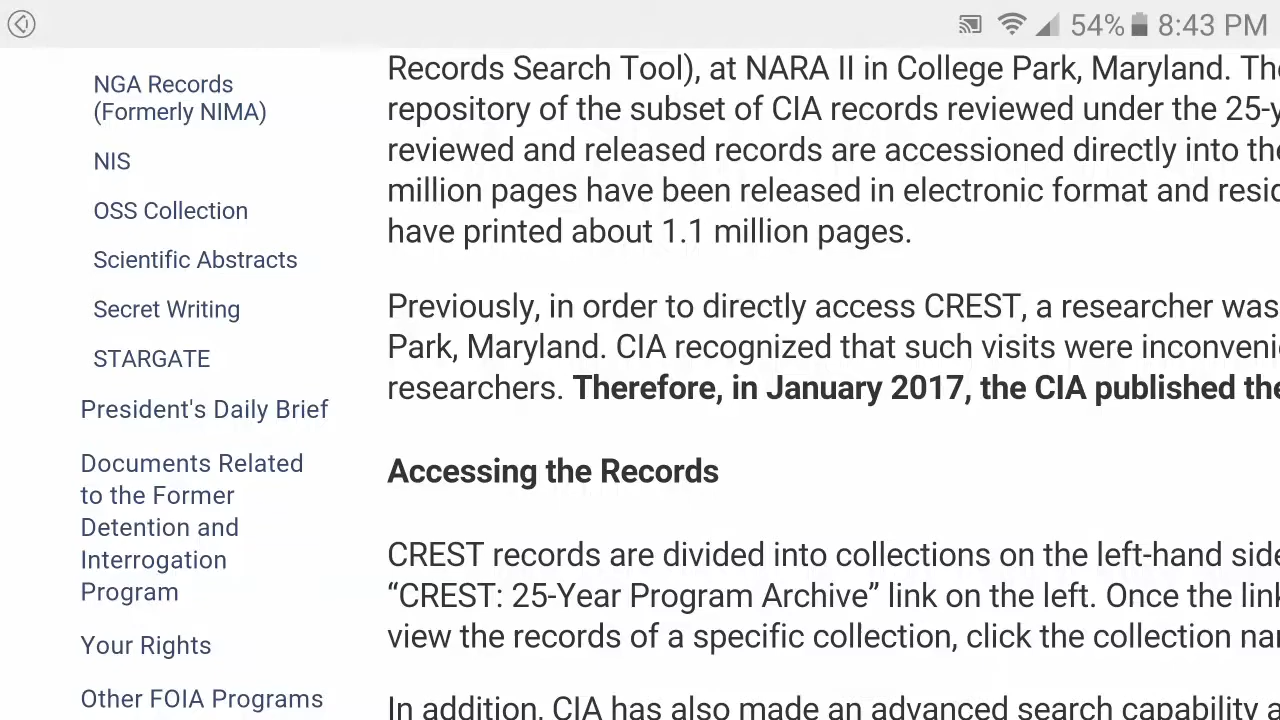 54% 8:43 PM
NGA Records
(Formerly NIMA)
NIS
OSS Collection
Scientific Abstracts
Secret Writing
STARGATE
President's Daily Brief
Documents Related
to the Former
Detention and
Interrogation
Program
Your Rights
Other FOIA Programs
Records Search Tool), at NARA II in College Park, Maryland. The
repository of the subset of CIA records reviewed under the 25-y
reviewed and released records are accessioned directly into the
million pages have been released in electronic format and resid
have printed about 1.1 million pages.
Previously, in order to directly access CREST, a researcher was
Park, Maryland. CIA recognized that such visits were inconveni
researchers. Therefore, in January 2017, the CIA published the
Accessing the Records
CREST records are divided into collections on the left-hand side
“CREST: 25-Year Program Archive” link on the left. Once the link
view the records of a specific collection, click the collection na
In addition, CIA has also made an advanced search capability a